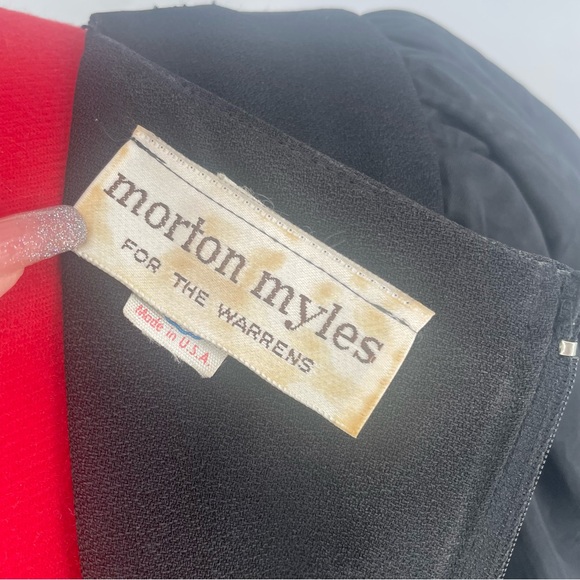 morton myles
FOR THE WARRENS
Made in U.S.A.